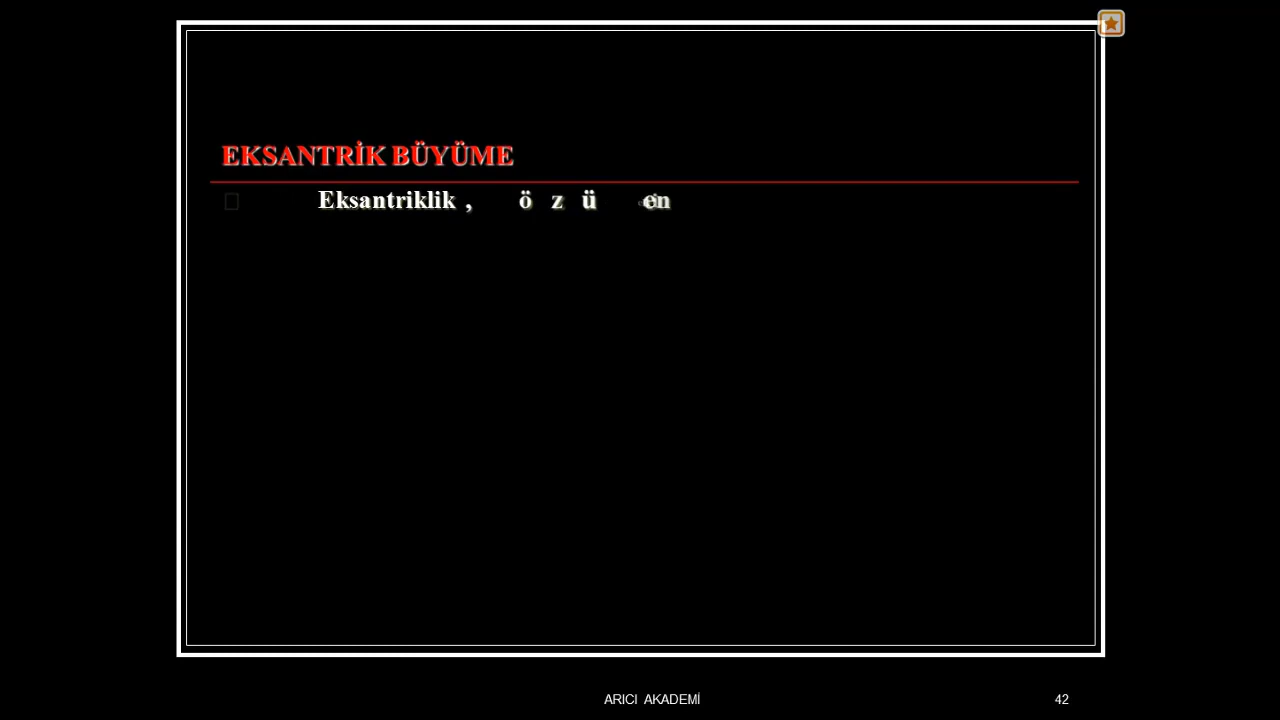 EKSANTRİK BÜYÜME
Eksantriklik , ö z ü
ARICI AKADEMİ
42